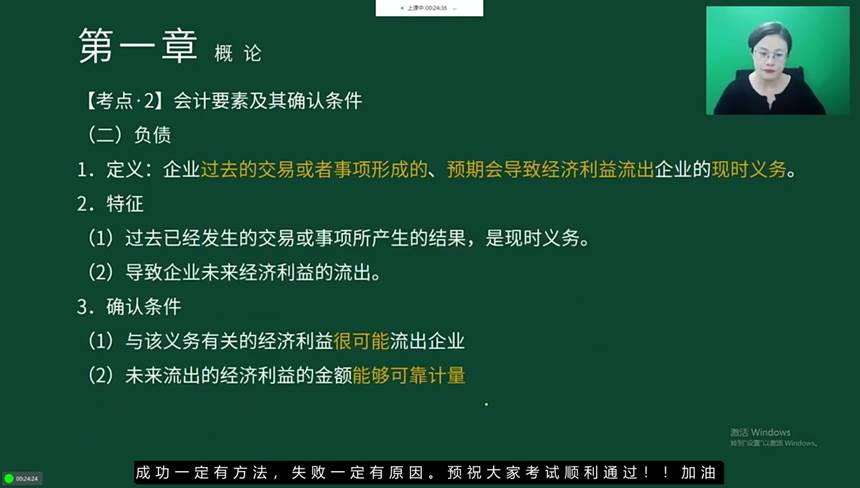 上课中 00:24:35
第一章 概 论
【考点·2】会计要素及其确认条件
（二）负债
1．定义：企业过去的交易或者事项形成的、预期会导致经济利益流出企业的现时义务。
2．特征
（1）过去已经发生的交易或事项所产生的结果，是现时义务。
（2）导致企业未来经济利益的流出。
3．确认条件
（1）与该义务有关的经济利益很可能流出企业
（2）未来流出的经济利益的金额能够可靠计量
激活 Windows
转到"设置"以激活 Windows。
00:24:24
成功一定有方法，失败一定有原因。预祝大家考试顺利通过！！加油